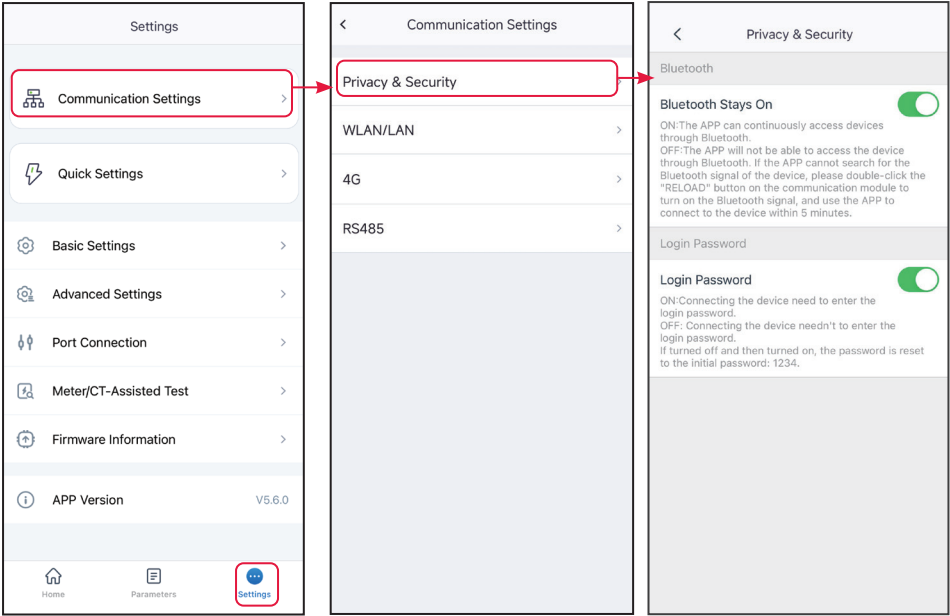 Settings
Communication Settings
Quick Settings
Basic Settings
Advanced Settings
Port Connection
Meter/CT-Assisted Test
Firmware Information
APP Version V5.6.0
Home
Parameters
Settings
Communication Settings
Privacy & Security
WLAN/LAN
4G
RS485
Privacy & Security
Bluetooth
Bluetooth Stays On
ON:The APP can continuously access devices
through Bluetooth.
OFF:The APP will not be able to access the device
through Bluetooth. If the APP cannot search for the
Bluetooth signal of the device, please double-click the
"RELOAD" button on the communication module to
turn on the Bluetooth signal, and use the APP to
connect to the device within 5 minutes.
Login Password
Login Password
ON:Connecting the device need to enter the
login password.
OFF: Connecting the device needn't to enter the
login password.
If turned off and then turned on, the password is reset
to the initial password: 1234.